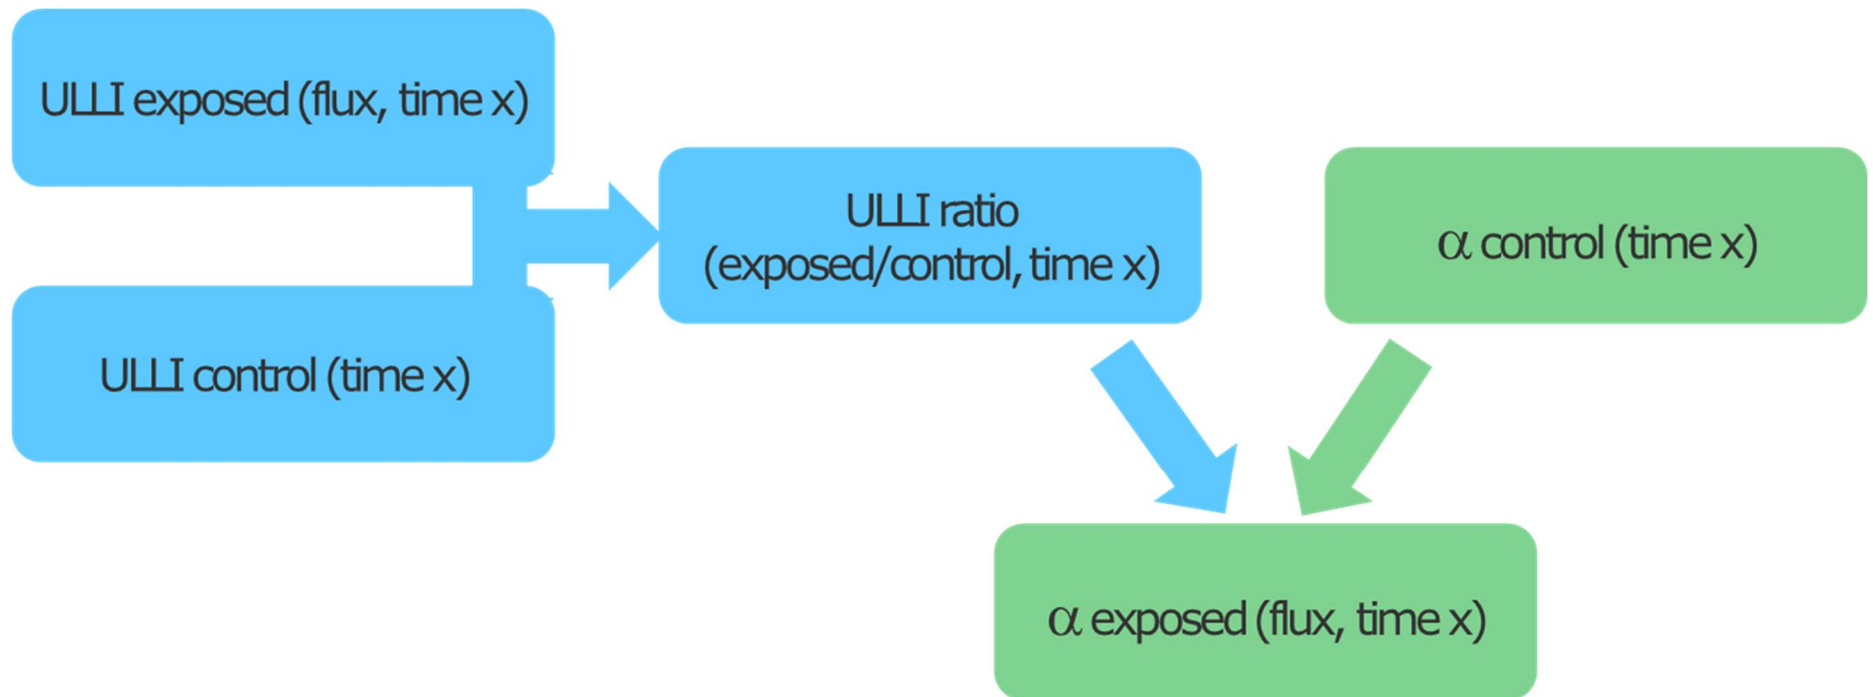 ULLI exposed (flux, time x)
ULLI control (time x)
ULLI ratio
(exposed/control, time x)
α control (time x)
α exposed (flux, time x)